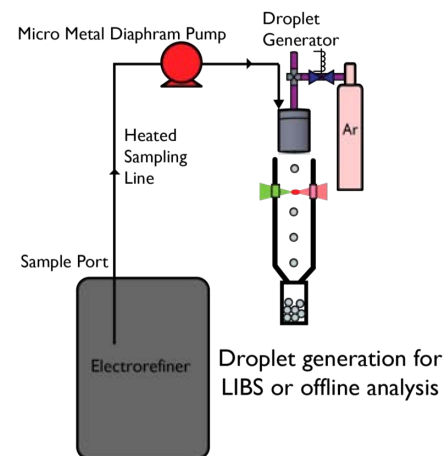 Micro Metal Diaphram Pump
Droplet
Generator
Ar
Heated
Sampling
Line
Sample Port
Electrorefiner
Droplet generation for
LIBS or offline analysis